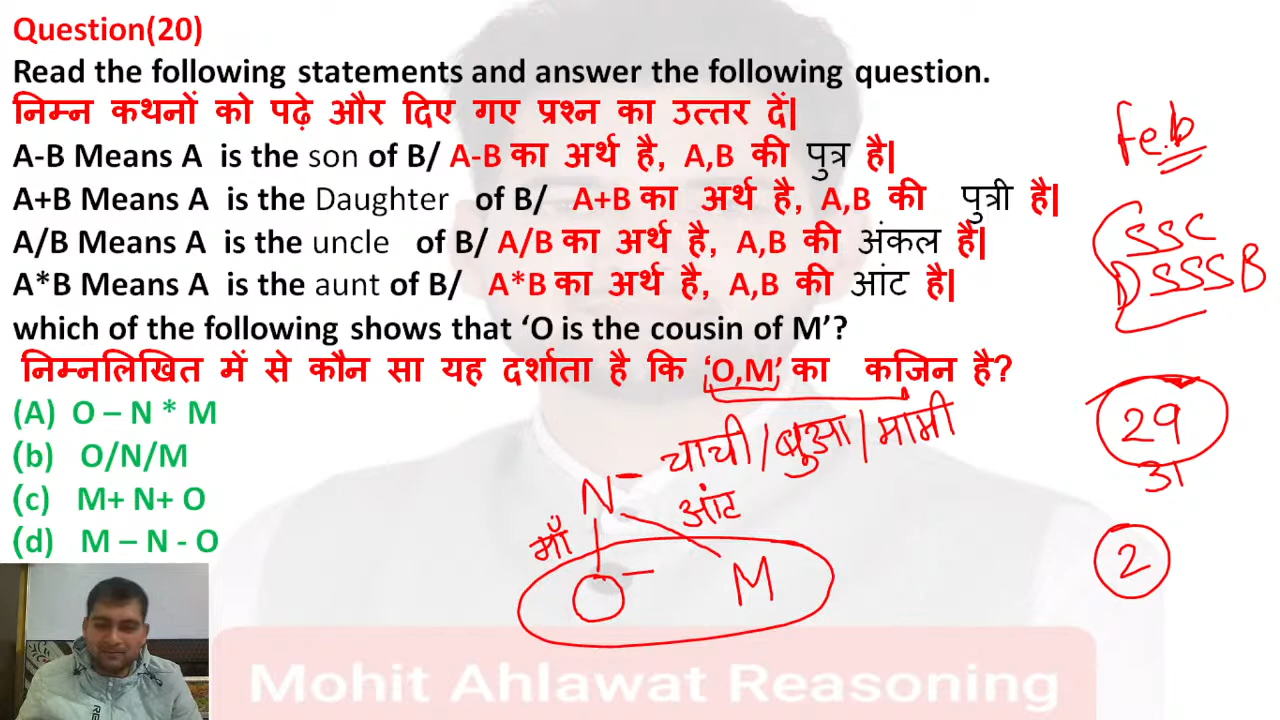 Question(20)
Read the following statements and answer the following question.
निम्न कथनों को पढ़े और दिए गए प्रश्न का उत्तर दें|
A-B Means A is the son of B/ A-B का अर्थ है, A,B की पुत्र है|
A+B Means A is the Daughter of B/ A+B का अर्थ है, A,B की पुत्री है|
A/B Means A is the uncle of B/ A/B का अर्थ है, A,B की अंकल है|
A*B Means A is the aunt of B/ A*B का अर्थ है, A,B की आंट है|
which of the following shows that ‘O is the cousin of M’?
निम्नलिखित में से कौन सा यह दर्शाता है कि ‘O,M’ का कजिन है?
(A) O – N * M
(b) O/N/M
(c) M+ N+ O
(d) M – N - O
चाची/बुआ/मामी
N -
आंट
माँ
O -
M
Feb
SSC
DSSSB
29
31
2
Mohit Ahlawat Reasoning